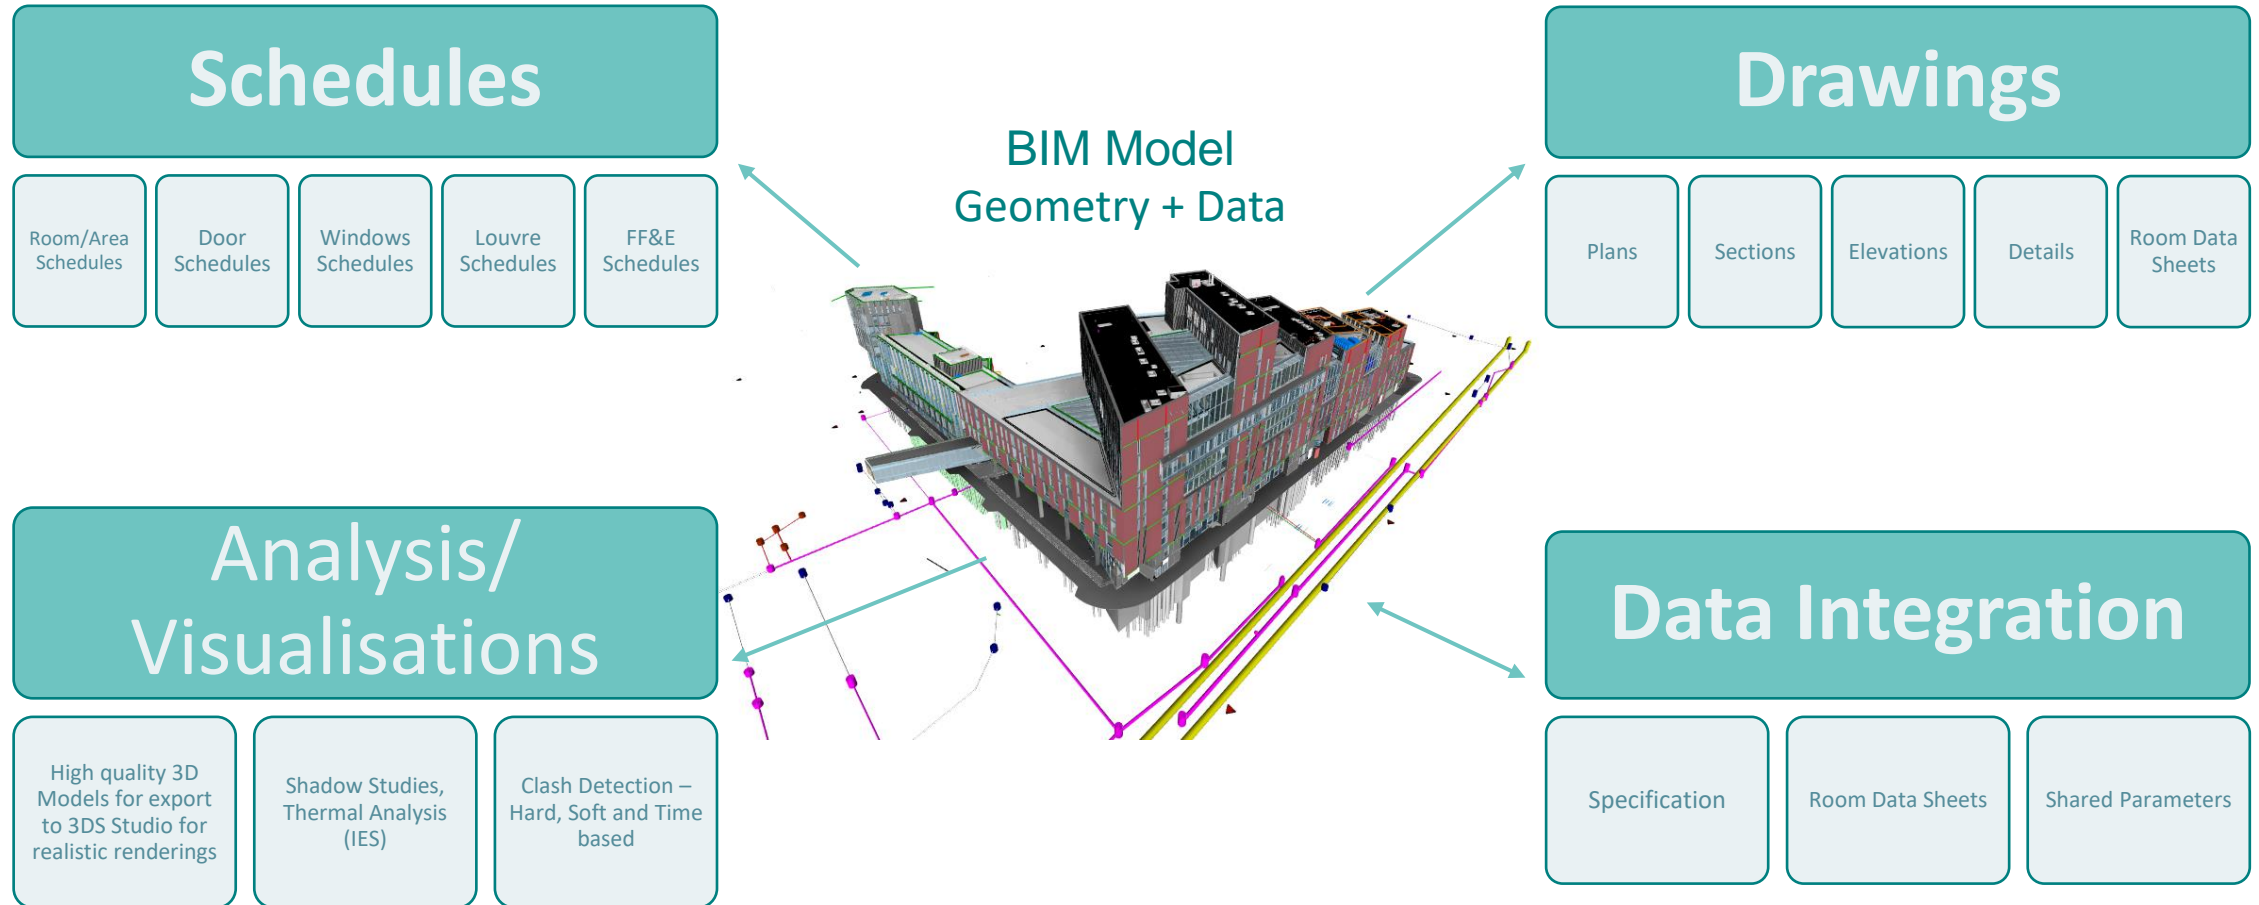 Schedules
Room/Area
Schedules
Door
Schedules
Windows
Schedules
Louvre
Schedules
FF&E
Schedules
BIM Model
Geometry + Data
Drawings
Plans
Sections
Elevations
Details
Room Data
Sheets
Analysis/
Visualisations
High quality 3D
Models for export
to 3DS Studio for
realistic renderings
Shadow Studies,
Thermal Analysis
(IES)
Clash Detection –
Hard, Soft and Time
based
Data Integration
Specification
Room Data Sheets
Shared Parameters